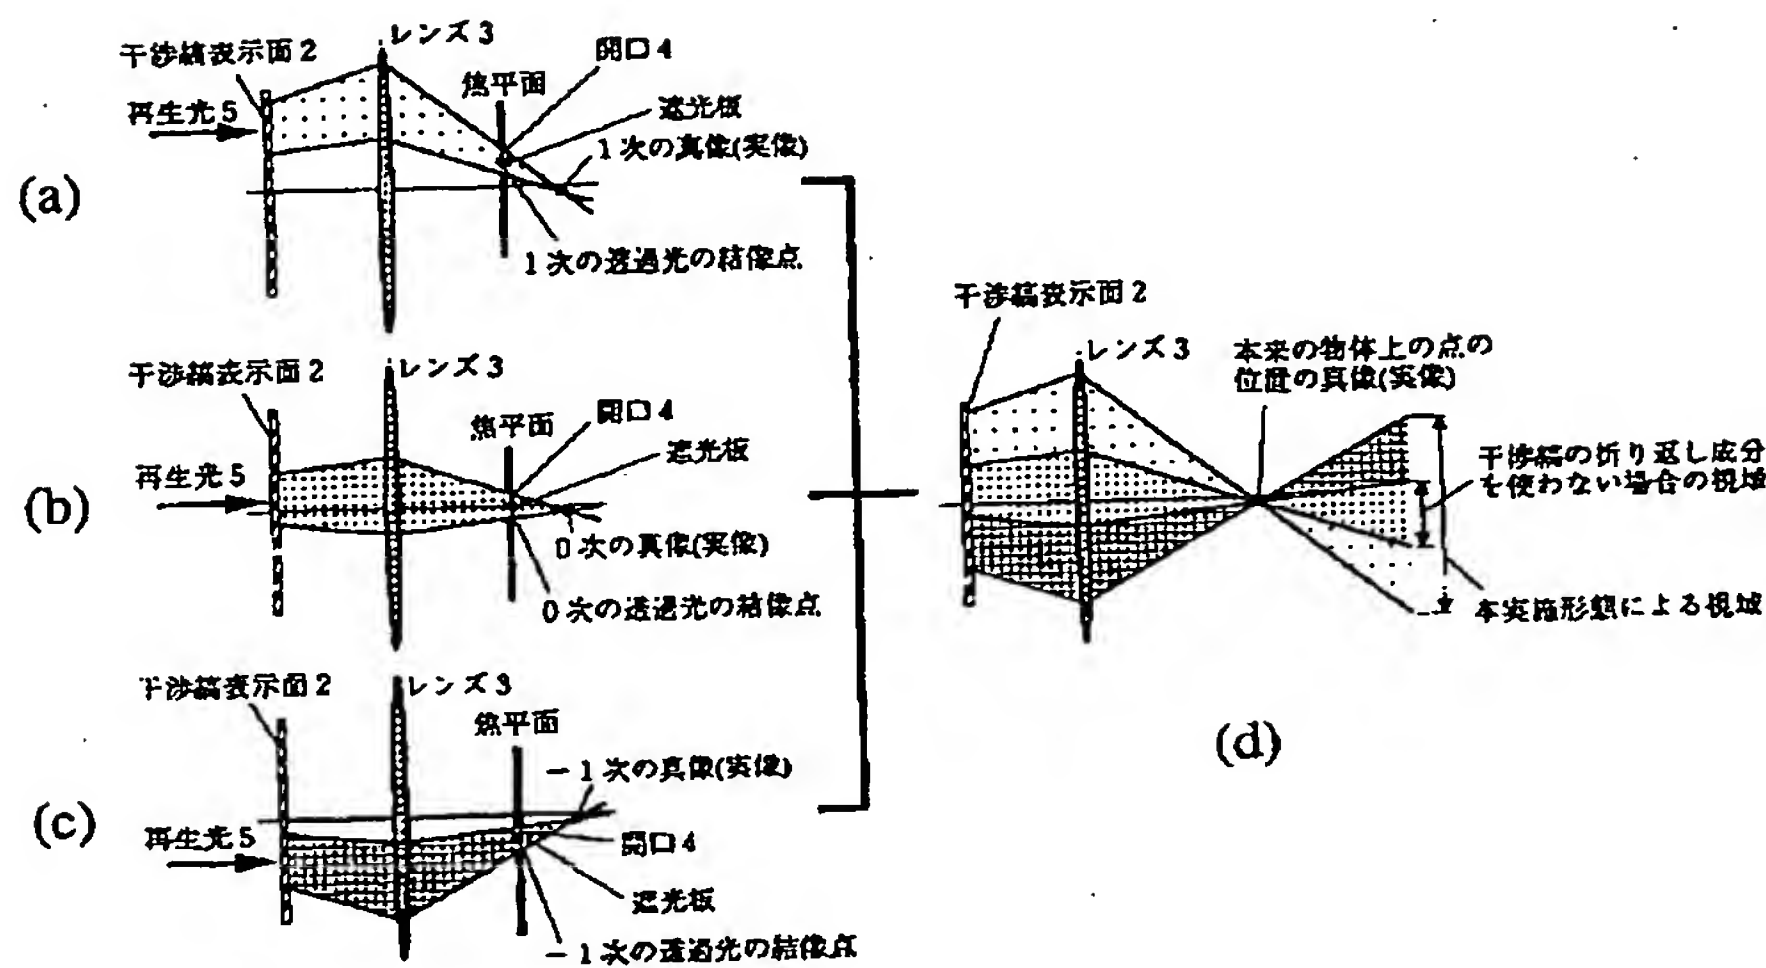 (a)
干渉縞表示面2
レンズ3
開口4
焦平面
遮光板
再生光5
1次の真像(実像)
1次の透過光の結像点
(b)
干渉縞表示面2
レンズ3
開口4
焦平面
遮光板
再生光5
0次の真像(実像)
0次の透過光の結像点
(c)
干渉縞表示面2
レンズ3
焦平面
-1次の真像(実像)
再生光5
開口4
遮光板
-1次の透過光の結像点
干渉縞表示面2
レンズ3
本来の物体上の点の
位置の真像(実像)
干渉縞の折り返し成分
を使わない場合の視域
本実施形態による視域
(d)